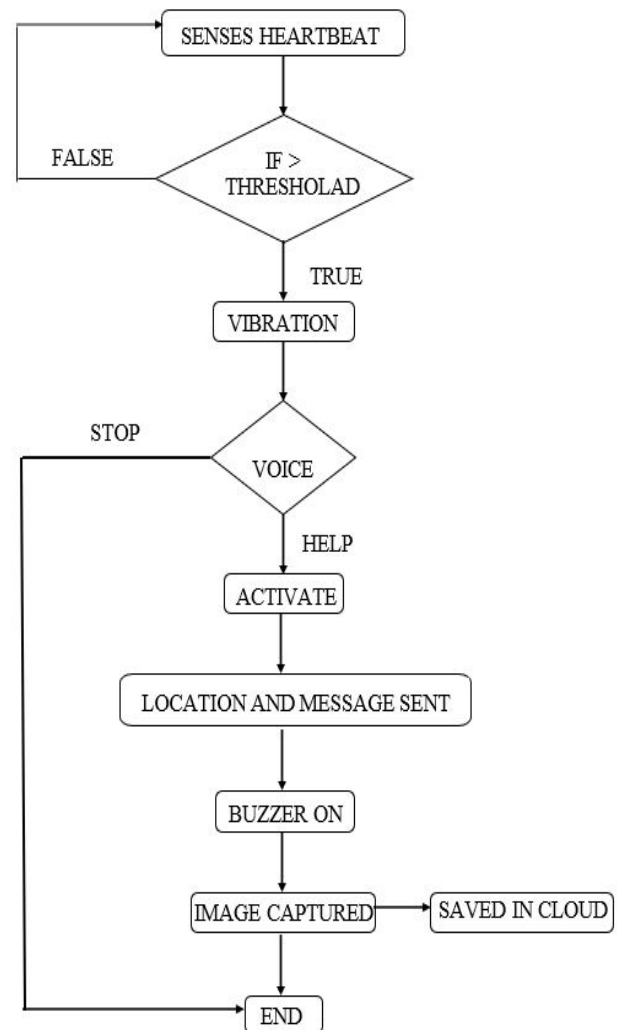 SENSES HEARTBEAT
FALSE
IF >
THRESHOLAD
TRUE
VIBRATION
STOP
VOICE
HELP
ACTIVATE
LOCATION AND MESSAGE SENT
BUZZER ON
IMAGE CAPTURED
SAVED IN CLOUD
END